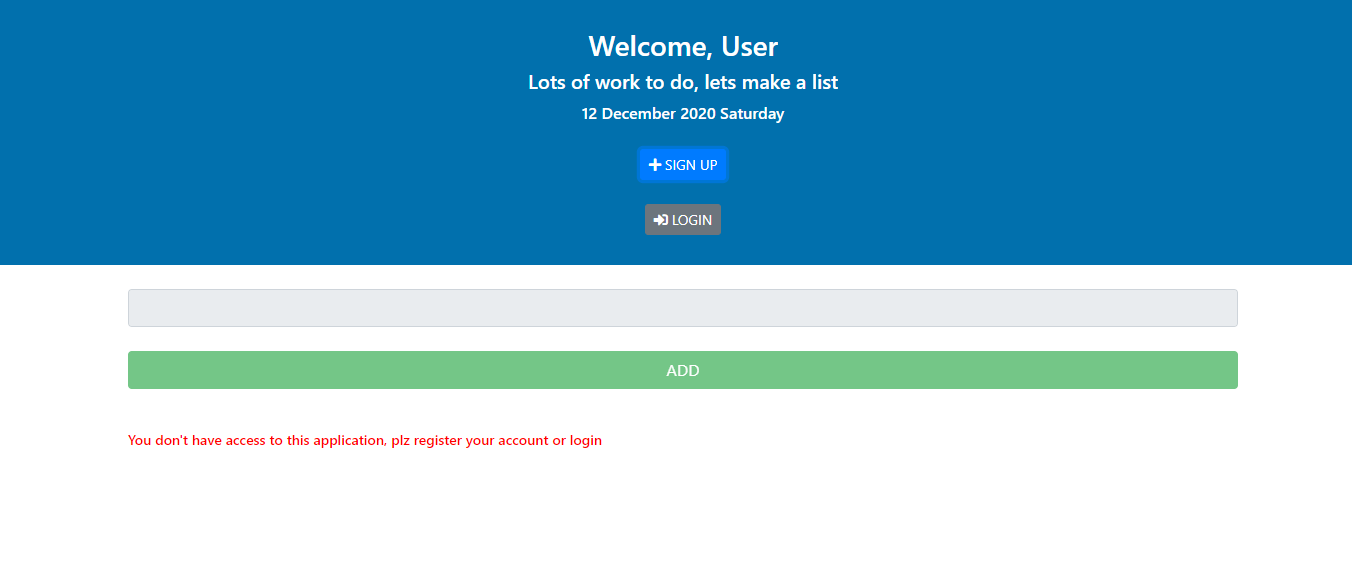 Welcome, User
Lots of work to do, lets make a list
12 December 2020 Saturday
SIGN UP
LOGIN
ADD
You don't have access to this application, plz register your account or login